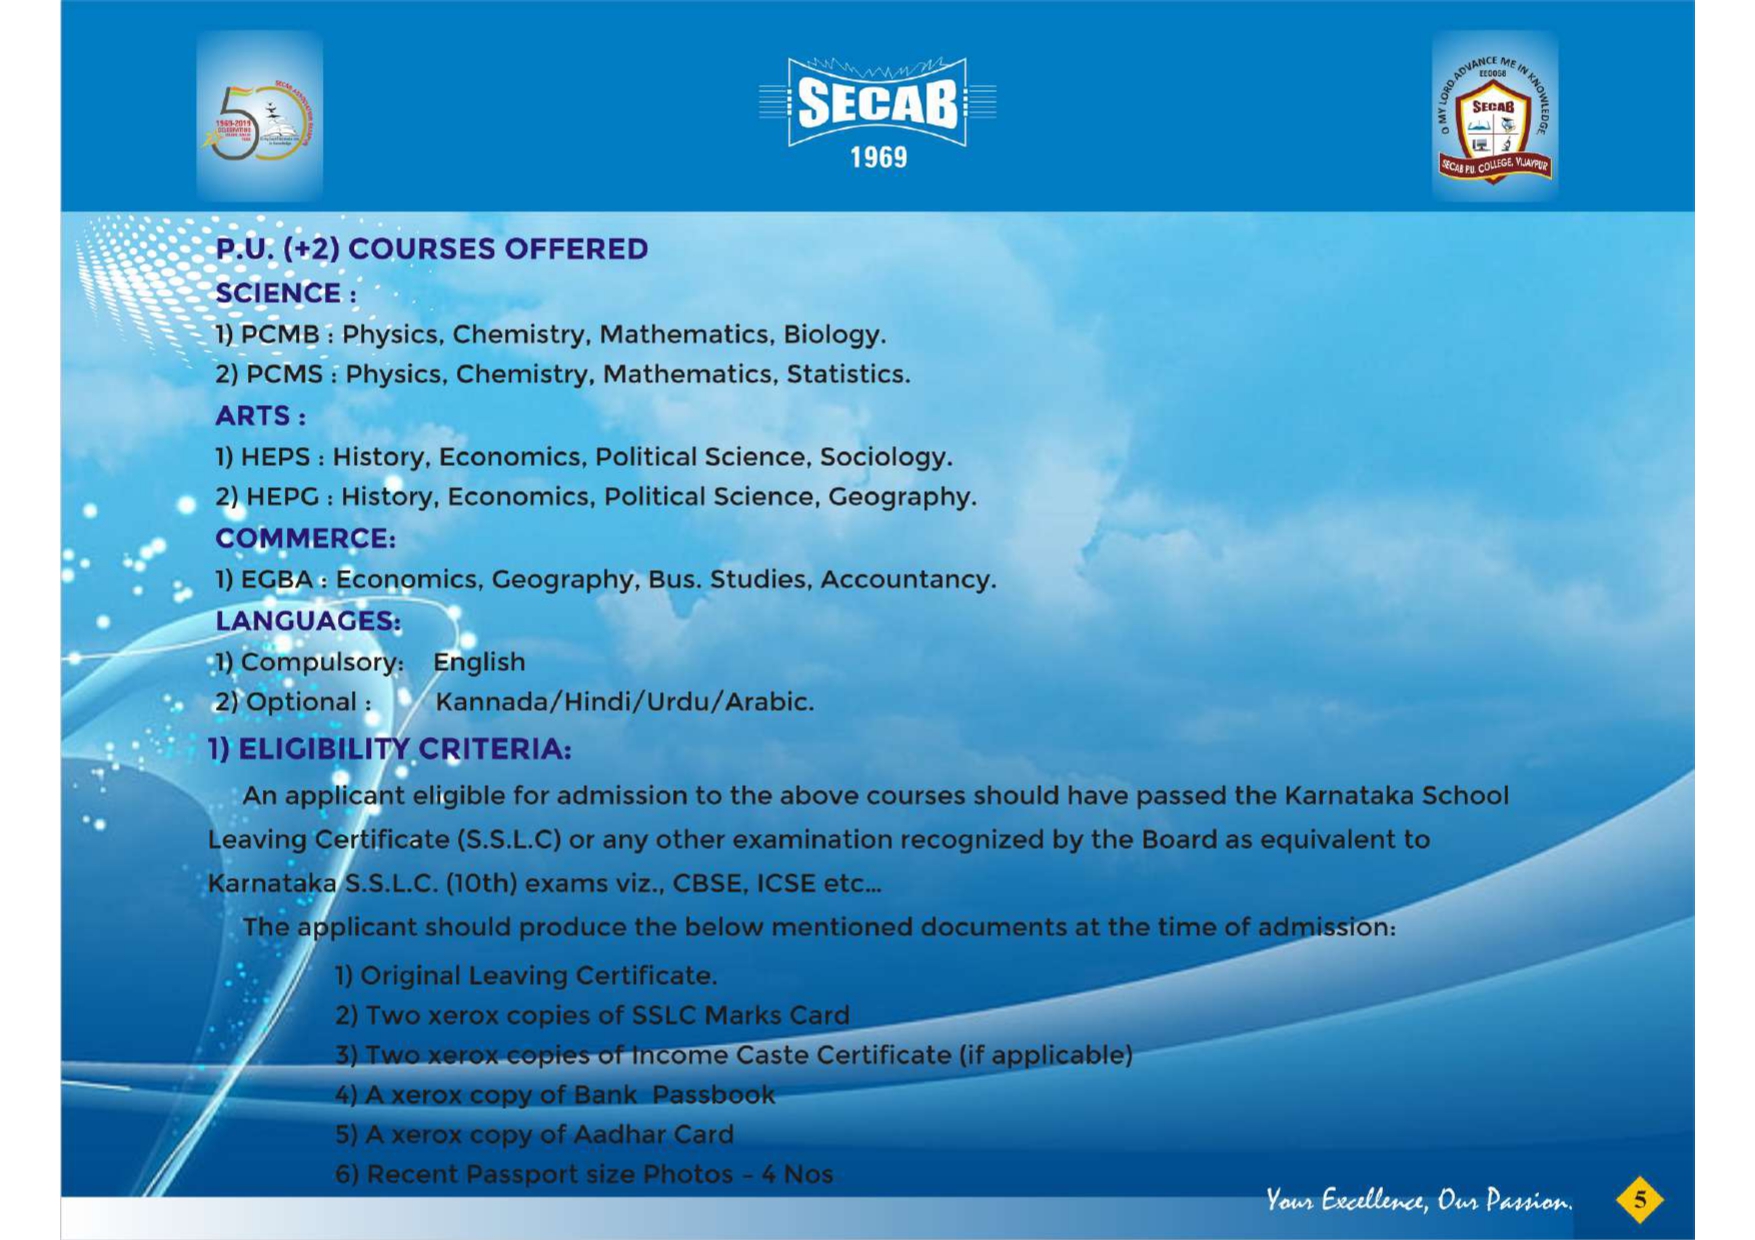 SECAB
1969
1969-2019
O MY LORD ADVANCE ME IN KNOWLEDGE
EE0058
SECAB
SECAB P.U. COLLEGE, VIJAYPUR
P.U. (+2) COURSES OFFERED
SCIENCE :
1) PCMB : Physics, Chemistry, Mathematics, Biology.
2) PCMS : Physics, Chemistry, Mathematics, Statistics.
ARTS :
1) HEPS : History, Economics, Political Science, Sociology.
2) HEPG : History, Economics, Political Science, Geography.
COMMERCE:
1) EGBA : Economics, Geography, Bus. Studies, Accountancy.
LANGUAGES:
1) Compulsory: English
2) Optional : Kannada/Hindi/Urdu/Arabic.
1) ELIGIBILITY CRITERIA:
An applicant eligible for admission to the above courses should have passed the Karnataka School
Leaving Certificate (S.S.L.C) or any other examination recognized by the Board as equivalent to
Karnataka S.S.L.C. (10th) exams viz., CBSE, ICSE etc...
The applicant should produce the below mentioned documents at the time of admission:
1) Original Leaving Certificate.
2) Two xerox copies of SSLC Marks Card
3) Two xerox copies of Income Caste Certificate (if applicable)
4) A xerox copy of Bank Passbook
5) A xerox copy of Aadhar Card
6) Recent Passport size Photos – 4 Nos
Your Excellence, Our Passion.
5